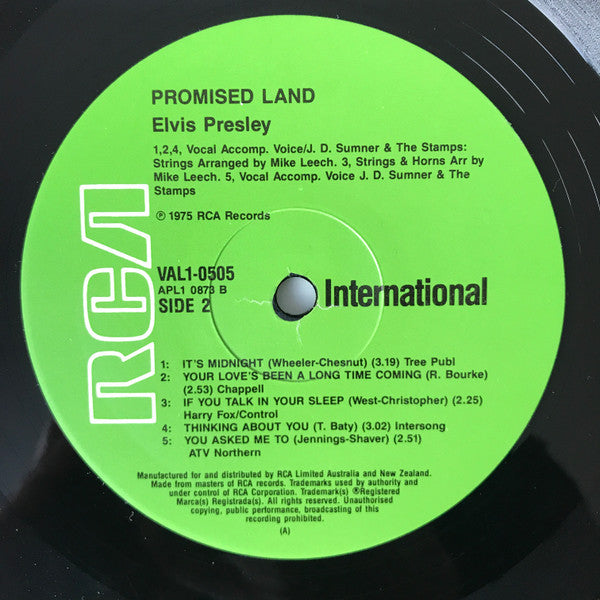 PROMISED LAND
Elvis Presley
1,2,4, Vocal Accomp. Voice/J. D. Sumner & The Stamps:
Strings Arranged by Mike Leech. 3, Strings & Horns Arr by
Mike Leech. 5, Vocal Accomp. Voice J. D. Sumner & The
Stamps
℗ 1975 RCA Records
RCA
VAL1-0505
APL1 0873 B
SIDE 2
International
1: IT'S MIDNIGHT (Wheeler-Chesnut) (3.19) Tree Publ
2: YOUR LOVE'S BEEN A LONG TIME COMING (R. Bourke)
(2.53) Chappell
3: IF YOU TALK IN YOUR SLEEP (West-Christopher) (2.25)
Harry Fox/Control
4: THINKING ABOUT YOU (T. Baty) (3.02) Intersong
5: YOU ASKED ME TO (Jennings-Shaver) (2.51)
ATV Northern
Manufactured for and distributed by RCA Limited Australia and New Zealand.
Made from masters of RCA records. Trademarks used by authority and
under control of RCA Corporation. Trademark(s) ®Registered
Marca(s) Registrada(s). All rights reserved. Unauthorised
copying, public performance, broadcasting of this
recording prohibited.
(A)